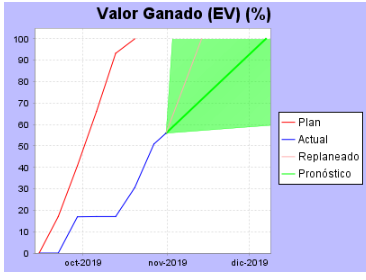 Valor Ganado (EV) (%)
100
90
80
70
60
50
40
30
20
10
0
oct-2019
nov-2019
dic-2019
Plan
Actual
Replaneado
Pronóstico